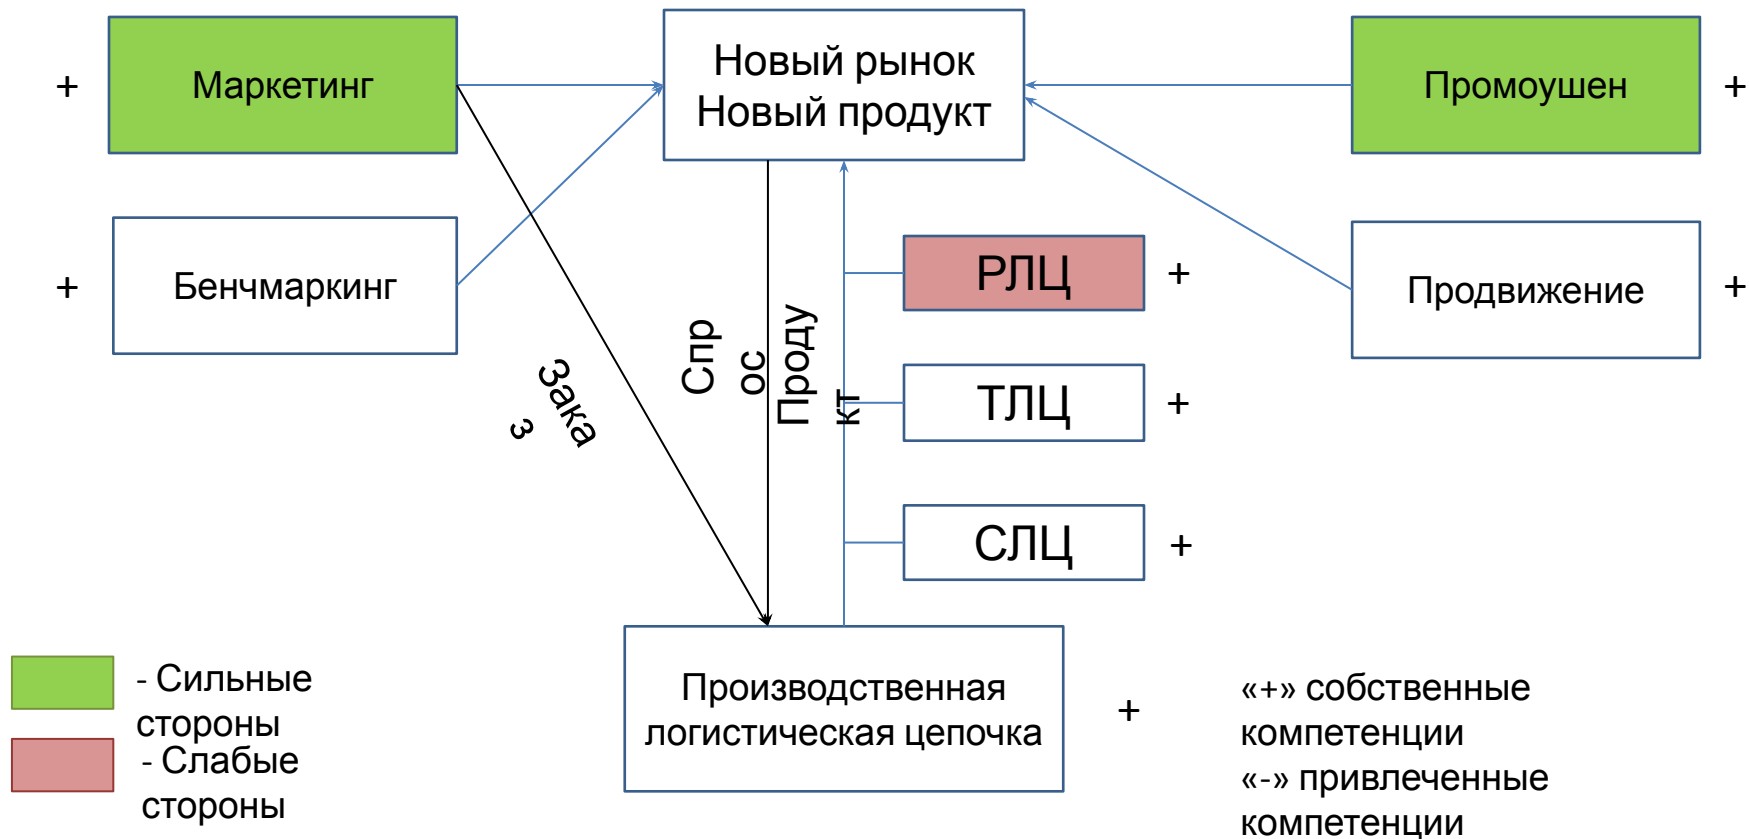 +
Маркетинг
Новый рынок
Новый продукт
Промоушен
+
+
Бенчмаркинг
Продвижение
+
РЛЦ
+
ТЛЦ
+
СЛЦ
+
Зака
з
Спр
ос
Проду
кт
Производственная
логистическая цепочка
+
- Сильные
стороны
- Слабые
стороны
«+» собственные
компетенции
«-» привлеченные
компетенции